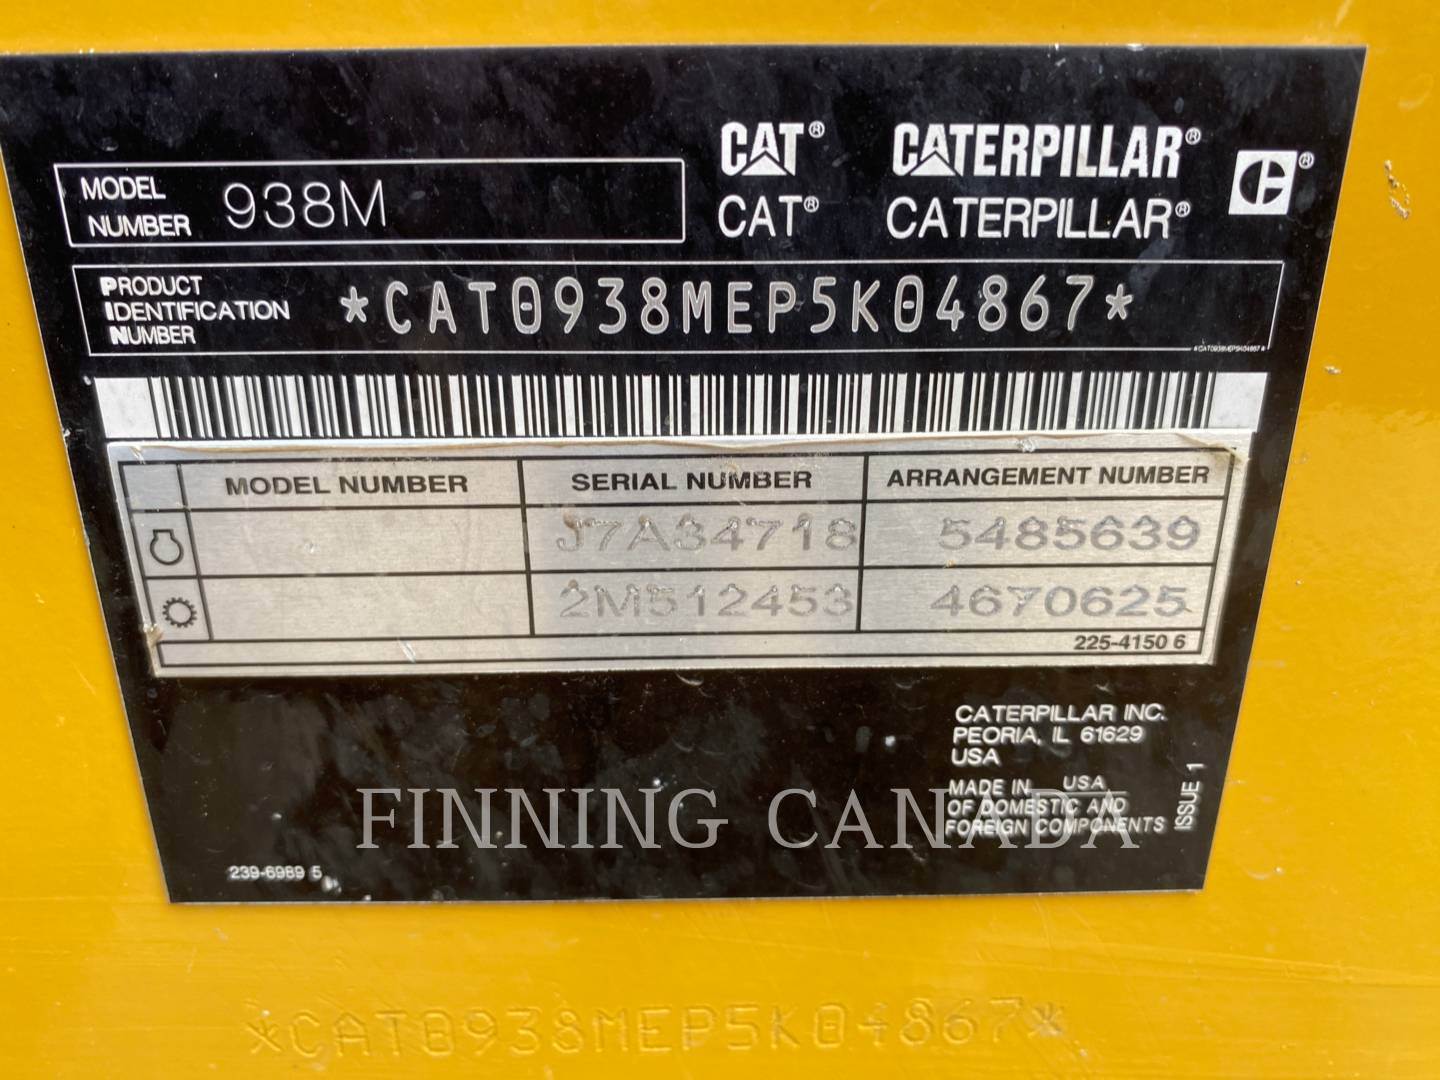 CAT® CATERPILLAR®
CAT® CATERPILLAR®
MODEL
NUMBER 938M
PRODUCT
IDENTIFICATION
NUMBER
*CAT0938MEP5K04867*
*CAT0938MEP5K04867*
MODEL NUMBER SERIAL NUMBER ARRANGEMENT NUMBER
J7A34718 5485639
2M512453 4670625
225-4150 6
CATERPILLAR INC.
PEORIA, IL 61629
USA
MADE IN USA
OF DOMESTIC AND
FOREIGN COMPONENTS
ISSUE 1
FINNING CANADA
239-6989 5
*CAT0938MEP5K04867*